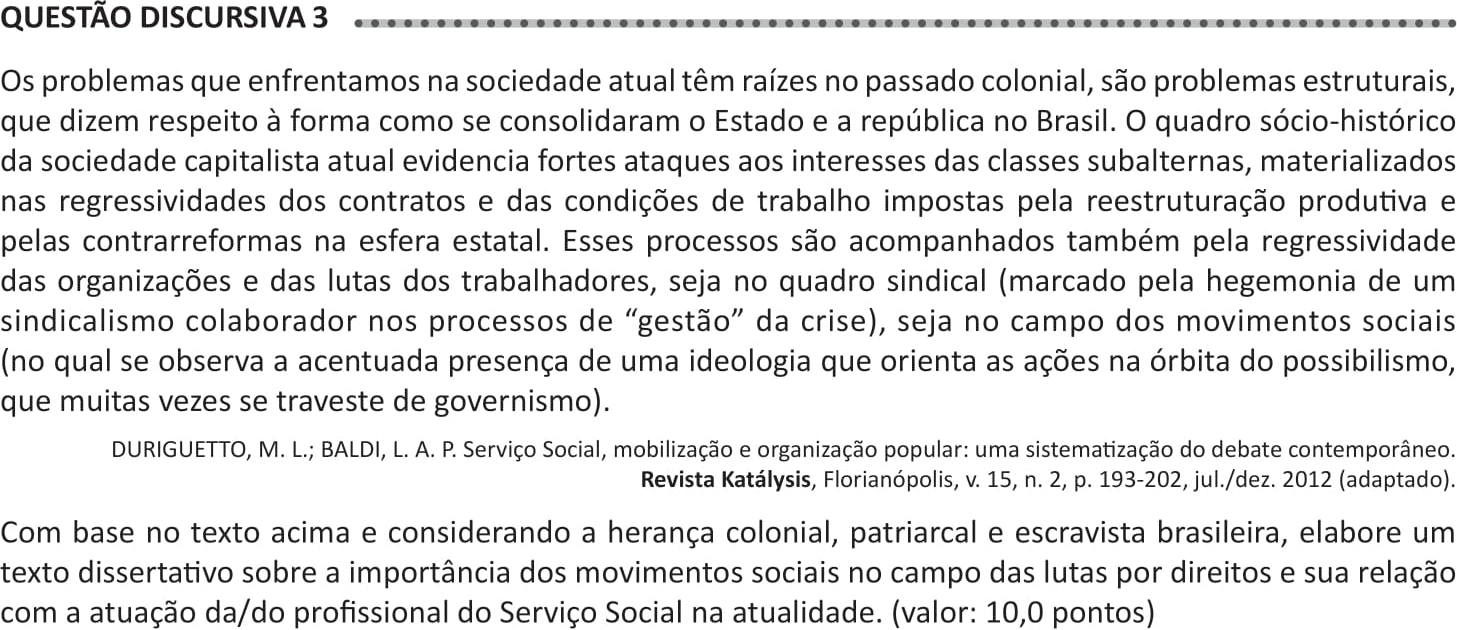 QUESTÃO DISCURSIVA 3
Os problemas que enfrentamos na sociedade atual têm raízes no passado colonial, são problemas estruturais,
que dizem respeito à forma como se consolidaram o Estado e a república no Brasil. O quadro sócio-histórico
da sociedade capitalista atual evidencia fortes ataques aos interesses das classes subalternas, materializados
nas regressividades dos contratos e das condições de trabalho impostas pela reestruturação produtiva e
pelas contrarreformas na esfera estatal. Esses processos são acompanhados também pela regressividade
das organizações e das lutas dos trabalhadores, seja no quadro sindical (marcado pela hegemonia de um
sindicalismo colaborador nos processos de “gestão” da crise), seja no campo dos movimentos sociais
(no qual se observa a acentuada presença de uma ideologia que orienta as ações na órbita do possibilismo,
que muitas vezes se traveste de governismo).
DURIGUETTO, M. L.; BALDI, L. A. P. Serviço Social, mobilização e organização popular: uma sistematização do debate contemporâneo.
Revista Katálysis, Florianópolis, v. 15, n. 2, p. 193-202, jul./dez. 2012 (adaptado).
Com base no texto acima e considerando a herança colonial, patriarcal e escravista brasileira, elabore um
texto dissertativo sobre a importância dos movimentos sociais no campo das lutas por direitos e sua relação
com a atuação da/do profissional do Serviço Social na atualidade. (valor: 10,0 pontos)